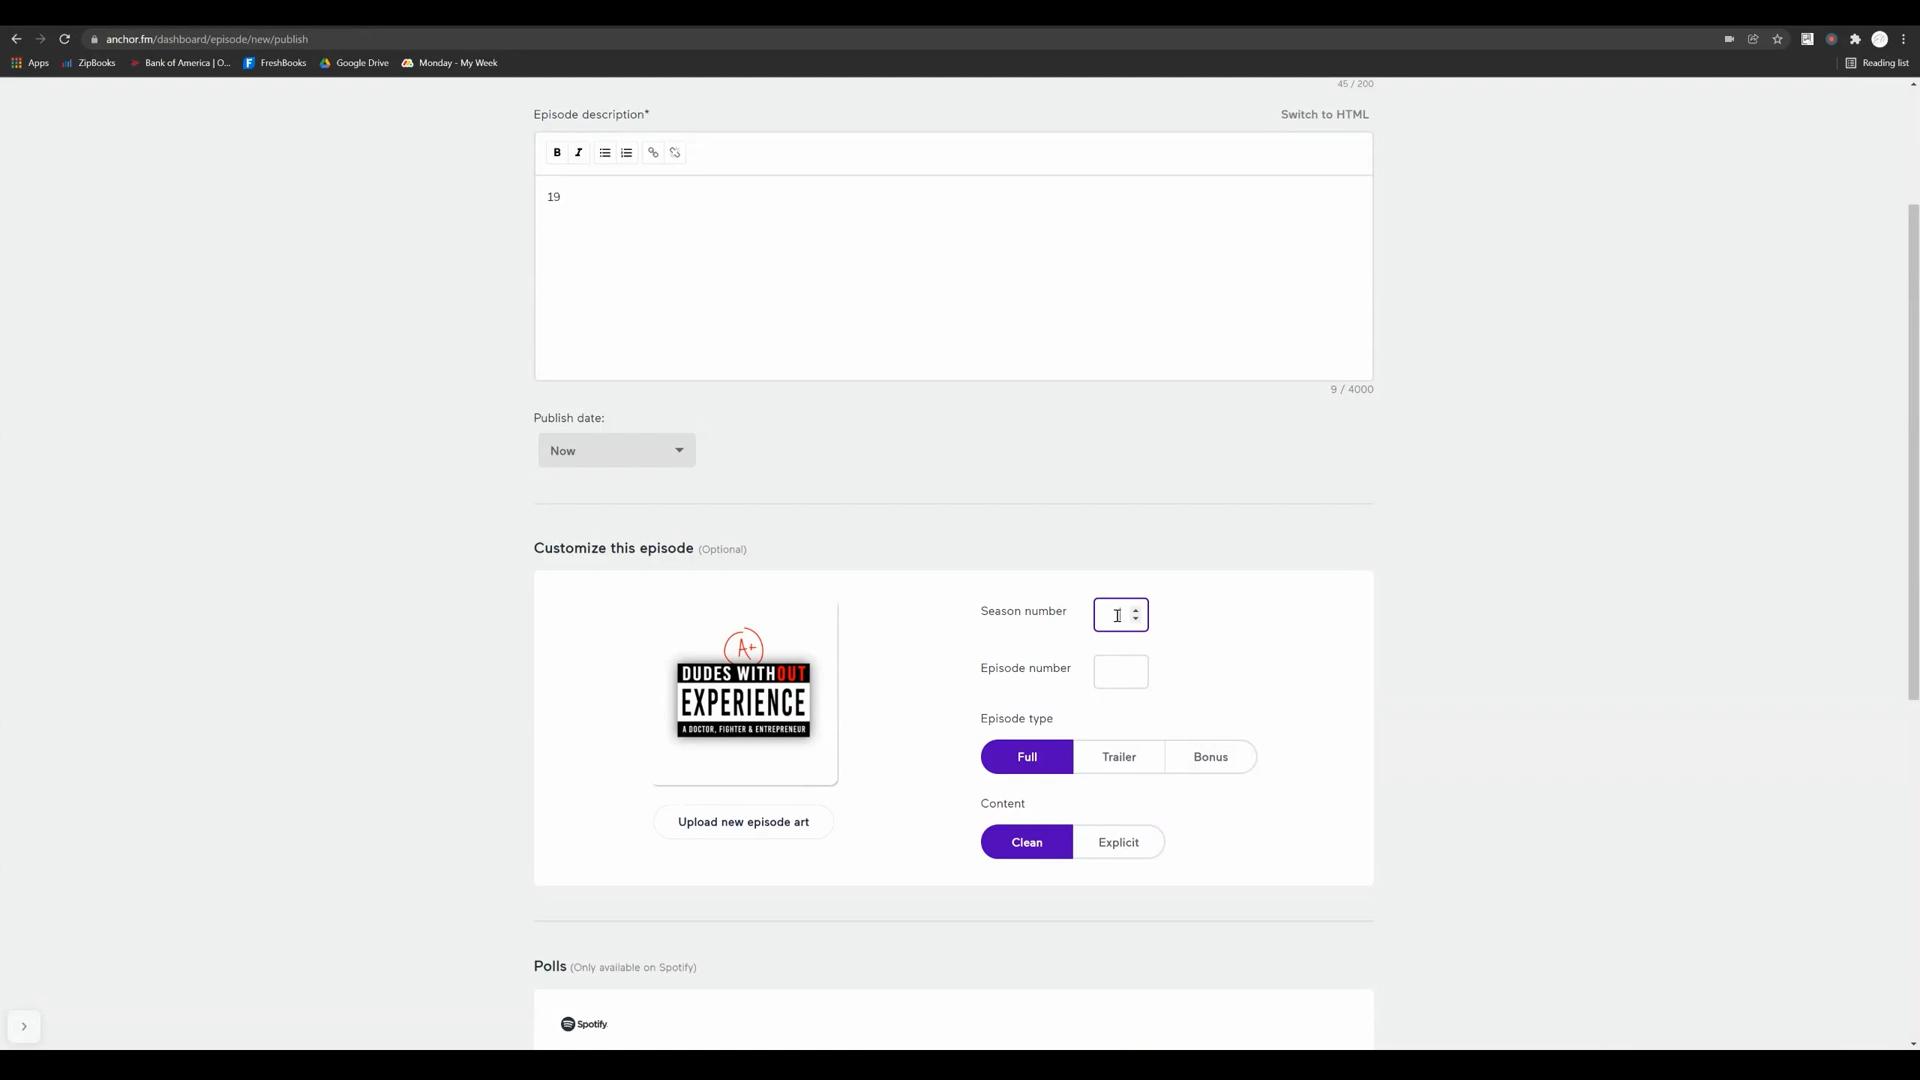 anchor.fm/dashboard/episode/new/publish
Apps ZipBooks Bank of America | O... FreshBooks Google Drive Monday - My Week Reading list
45 / 200
Episode description* Switch to HTML
B I
19
9 / 4000
Publish date:
Now
Customize this episode (Optional)
Season number
A+
DUDES WITHOUT
EXPERIENCE
A DOCTOR, FIGHTER & ENTREPRENEUR
Episode number
Episode type
Full Trailer Bonus
Content
Upload new episode art
Clean Explicit
Polls (Only available on Spotify)
Spotify